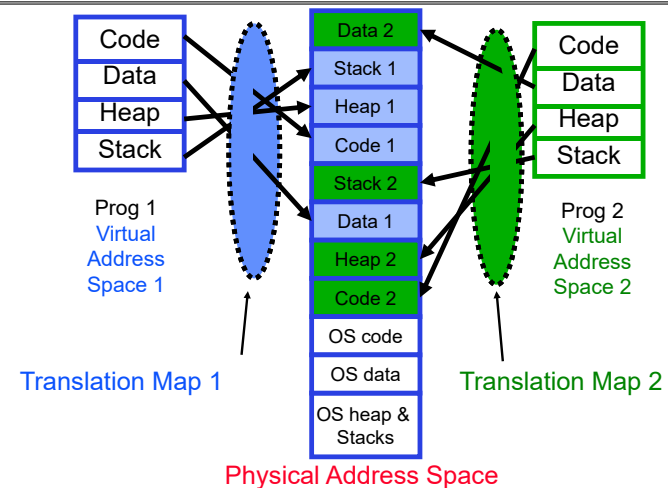 Code
Data
Heap
Stack
Prog 1
Virtual
Address
Space 1
Translation Map 1
Data 2
Stack 1
Heap 1
Code 1
Stack 2
Data 1
Heap 2
Code 2
OS code
OS data
OS heap &
Stacks
Physical Address Space
Code
Data
Heap
Stack
Prog 2
Virtual
Address
Space 2
Translation Map 2